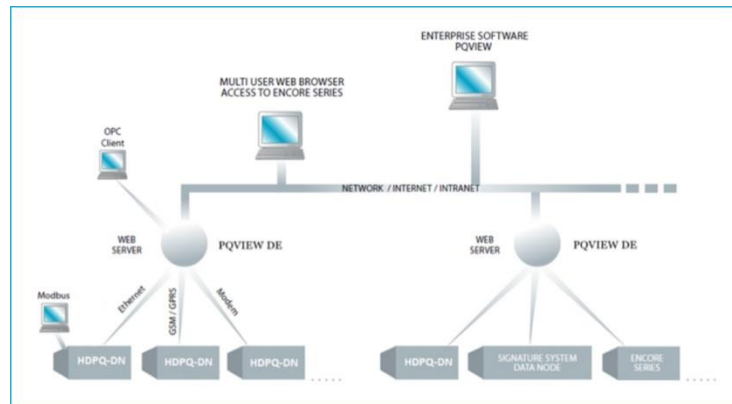 ENTERPRISE SOFTWARE
PQVIEW
MULTI USER WEB BROWSER
ACCESS TO ENCORE SERIES
OPC
Client
NETWORK / INTERNET / INTRANET
WEB
SERVER
PQVIEW DE
WEB
SERVER
PQVIEW DE
Modbus
Ethernet
GSM / GPRS
Modem
HDPQ-DN
HDPQ-DN
HDPQ-DN
HDPQ-DN
SIGNATURE SYSTEM
DATA NODE
ENCORE
SERIES